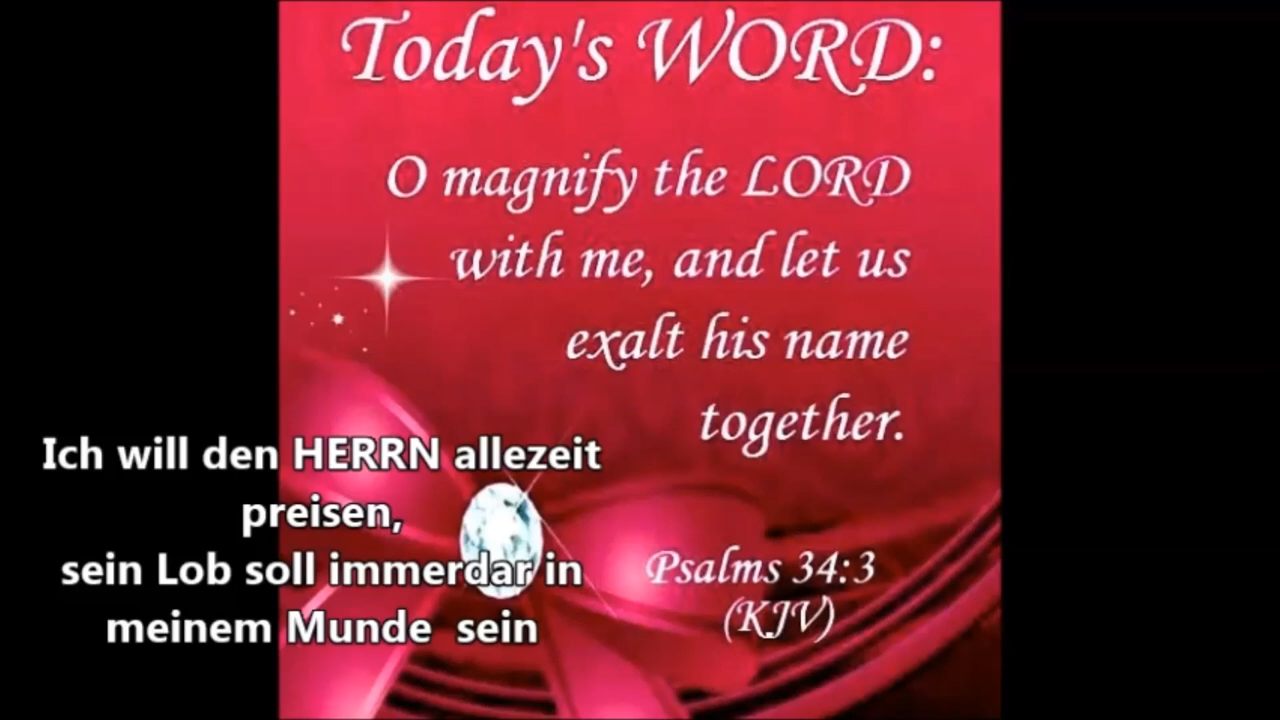 Today's WORD:
O magnify the LORD
with me, and let us
exalt his name
together.
Psalms 34:3
(KJV)
Ich will den HERRN allezeit
preisen,
sein Lob soll immerdar in
meinem Munde sein